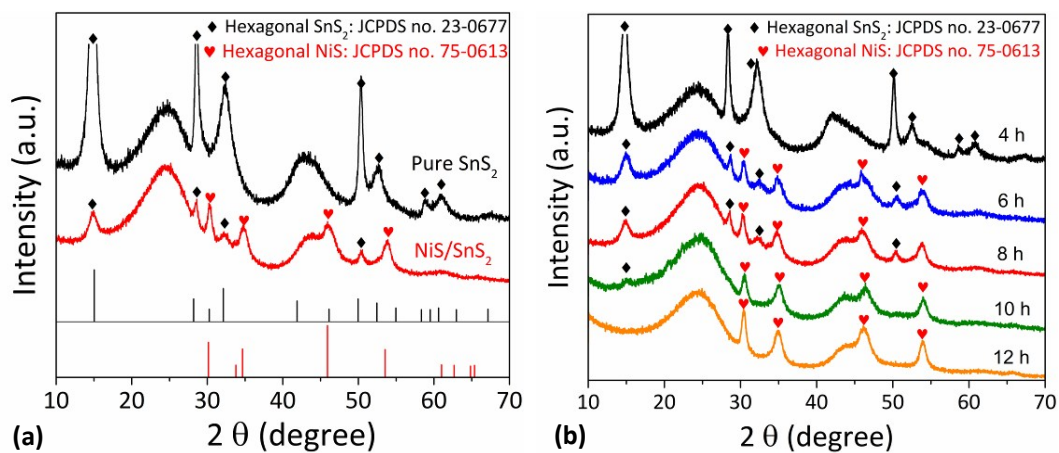 ◆ Hexagonal SnS₂: JCPDS no. 23-0677
♥ Hexagonal NiS: JCPDS no. 75-0613
Pure SnS₂
NiS/SnS₂
Intensity (a.u.)
10 20 30 40 50 60 70
2 θ (degree)
(a)
◆ Hexagonal SnS₂: JCPDS no. 23-0677
♥ Hexagonal NiS: JCPDS no. 75-0613
4 h
6 h
8 h
10 h
12 h
Intensity (a.u.)
10 20 30 40 50 60 70
2 θ (degree)
(b)